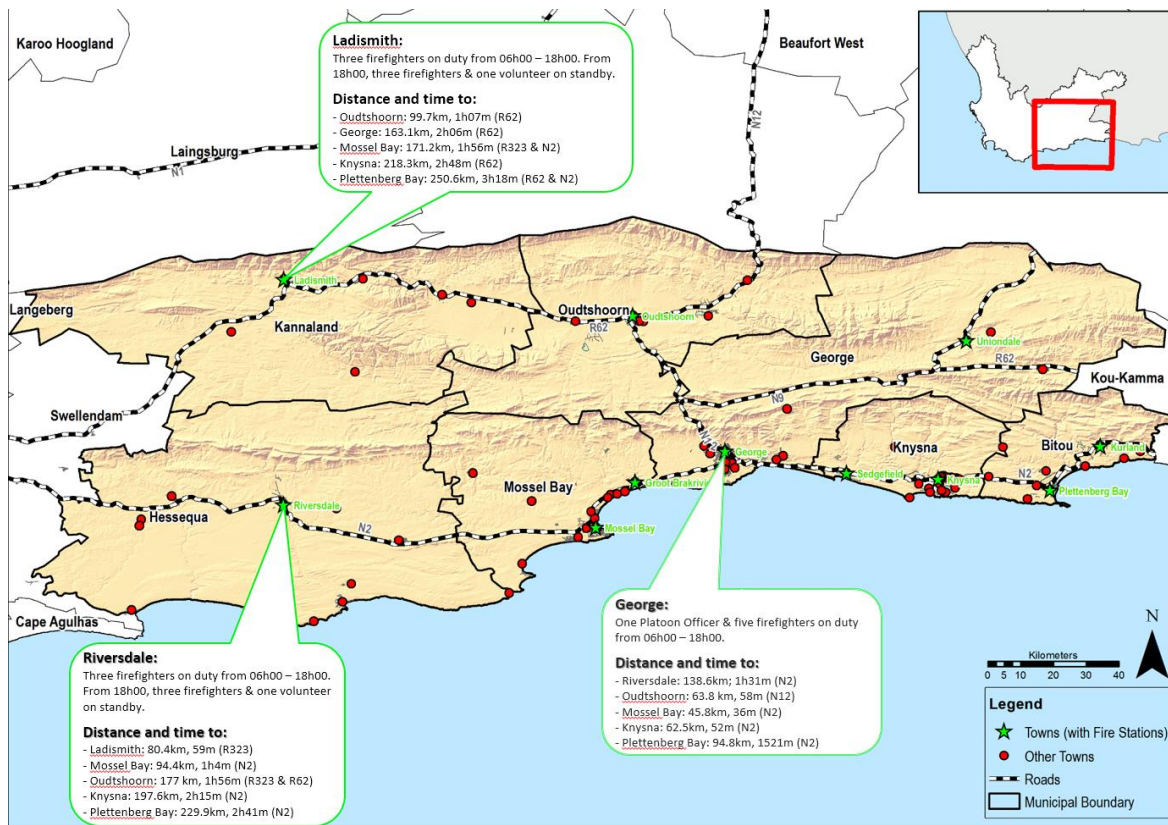 Karoo Hoogland
Beaufort West
Laingsburg
N1
N12
Ladismith:
Three firefighters on duty from 06h00 – 18h00. From
18h00, three firefighters & one volunteer on standby.
Distance and time to:
- Oudtshoorn: 99.7km, 1h07m (R62)
- George: 163.1km, 2h06m (R62)
- Mossel Bay: 171.2km, 1h56m (R323 & N2)
- Knysna: 218.3km, 2h48m (R62)
- Plettenberg Bay: 250.6km, 3h18m (R62 & N2)
Ladismith
Langeberg
Kannaland
Oudtshoorn
Oudtshoorn
R62
Uniondale
George
R62
Kou-Kamma
Swellendam
N9
N12
Knysna
Bitou
Kurland
George
Sedgefield
Knysna
N2
Plettenberg Bay
Groot Brakrivier
Mossel Bay
Riversdale
Hessequa
N2
Mossel Bay
Cape Agulhas
Riversdale:
Three firefighters on duty from 06h00 – 18h00.
From 18h00, three firefighters & one volunteer
on standby.
Distance and time to:
- Ladismith: 80.4km, 59m (R323)
- Mossel Bay: 94.4km, 1h4m (N2)
- Oudtshoorn: 177 km, 1h56m (R323 & R62)
- Knysna: 197.6km, 2h15m (N2)
- Plettenberg Bay: 229.9km, 2h41m (N2)
George:
One Platoon Officer & five firefighters on duty
from 06h00 – 18h00.
Distance and time to:
- Riversdale: 138.6km; 1h31m (N2)
- Oudtshoorn: 63.8 km, 58m (N12)
- Mossel Bay: 45.8km, 36m (N2)
- Knysna: 62.5km, 52m (N2)
- Plettenberg Bay: 94.8km, 1521m (N2)
N
Kilometers
0 5 10 20 30 40
Legend
Towns (with Fire Stations)
Other Towns
Roads
Municipal Boundary